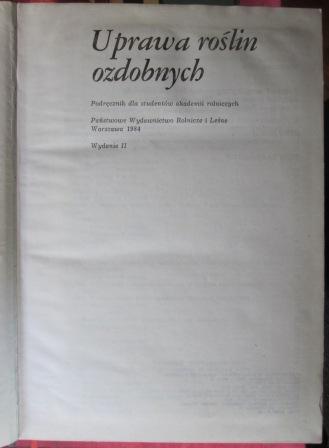 Uprawa roślin
ozdobnych
Podręcznik dla studentów akademii rolniczych
Państwowe Wydawnictwo Rolnicze i Leśne
Warszawa 1984
Wydanie II